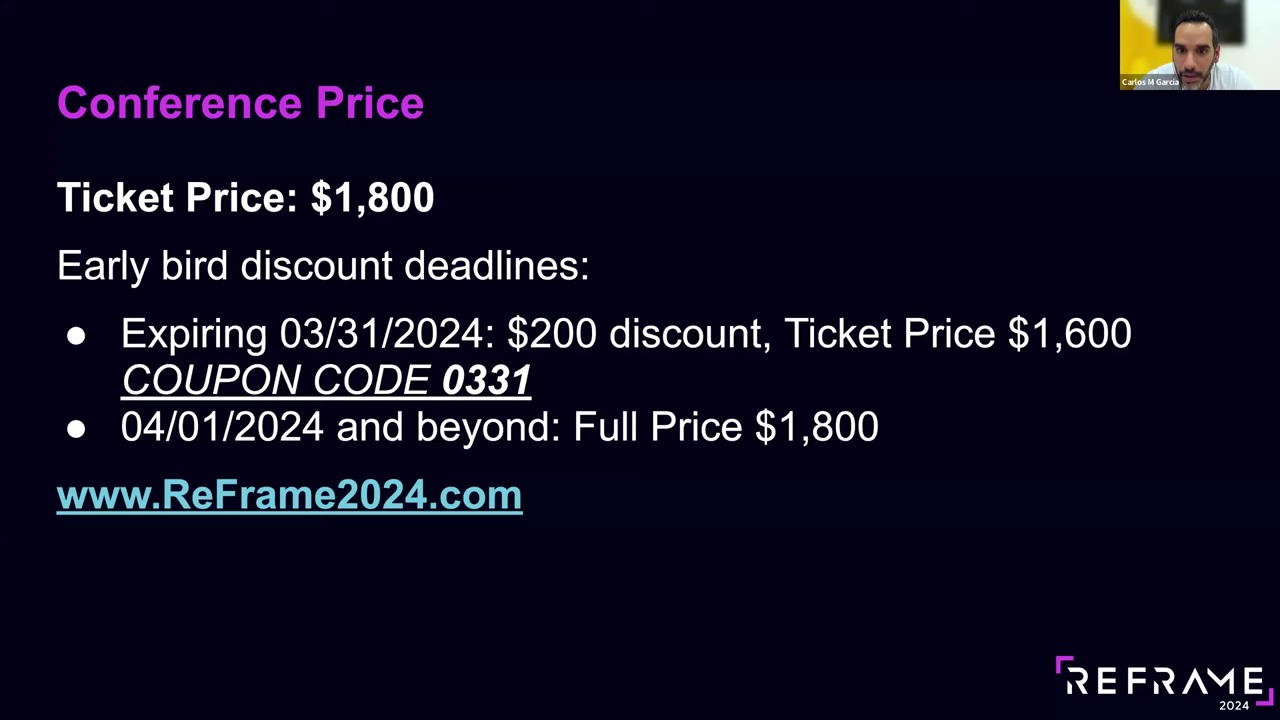 Carlos M Garcia
Conference Price
Ticket Price: $1,800
Early bird discount deadlines:
● Expiring 03/31/2024: $200 discount, Ticket Price $1,600
COUPON CODE 0331
● 04/01/2024 and beyond: Full Price $1,800
www.ReFrame2024.com
REFRAME
2024